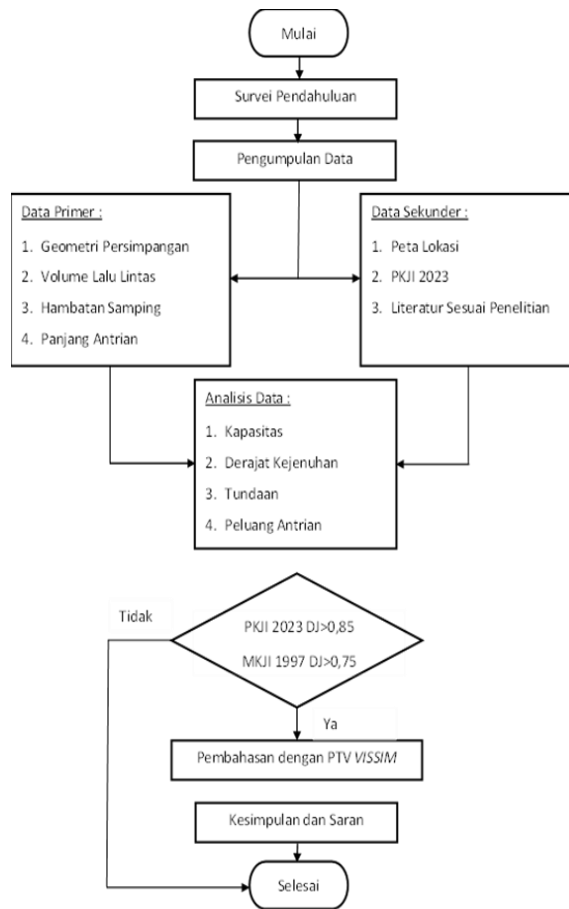 Mulai
Survei Pendahuluan
Pengumpulan Data
Data Primer :
1. Geometri Persimpangan
2. Volume Lalu Lintas
3. Hambatan Samping
4. Panjang Antrian
Data Sekunder :
1. Peta Lokasi
2. PKJI 2023
3. Literatur Sesuai Penelitian
Analisis Data :
1. Kapasitas
2. Derajat Kejenuhan
3. Tundaan
4. Peluang Antrian
Tidak
PKJI 2023 DJ>0,85
MKJI 1997 DJ>0,75
Ya
Pembahasan dengan PTV VISSIM
Kesimpulan dan Saran
Selesai